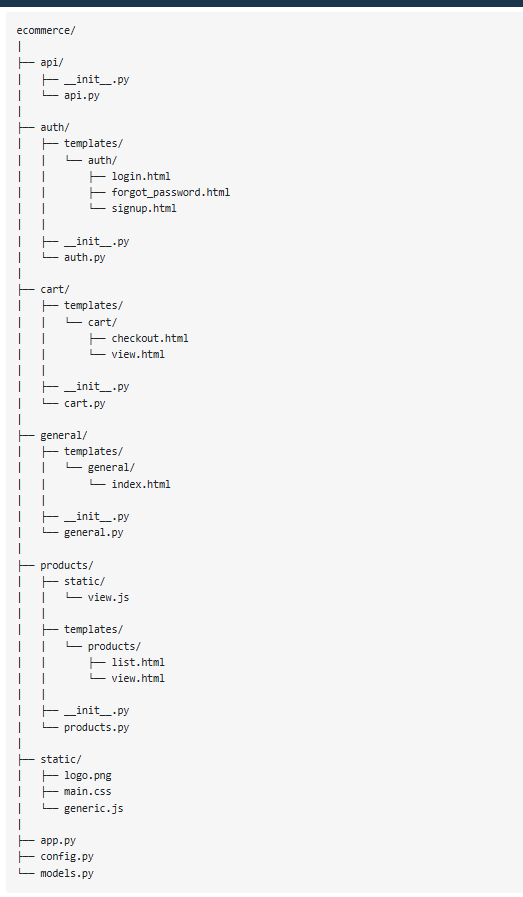 ecommerce/
|
├── api/
|   ├── __init__.py
|   └── api.py
|
├── auth/
|   ├── templates/
|   |   └── auth/
|   |       ├── login.html
|   |       ├── forgot_password.html
|   |       └── signup.html
|   |
|   ├── __init__.py
|   └── auth.py
|
├── cart/
|   ├── templates/
|   |   └── cart/
|   |       ├── checkout.html
|   |       └── view.html
|   |
|   ├── __init__.py
|   └── cart.py
|
├── general/
|   ├── templates/
|   |   └── general/
|   |       └── index.html
|   |
|   ├── __init__.py
|   └── general.py
|
├── products/
|   ├── static/
|   |   └── view.js
|   |
|   ├── templates/
|   |   └── products/
|   |       ├── list.html
|   |       └── view.html
|   |
|   ├── __init__.py
|   └── products.py
|
├── static/
|   ├── logo.png
|   ├── main.css
|   └── generic.js
|
├── app.py
├── config.py
└── models.py